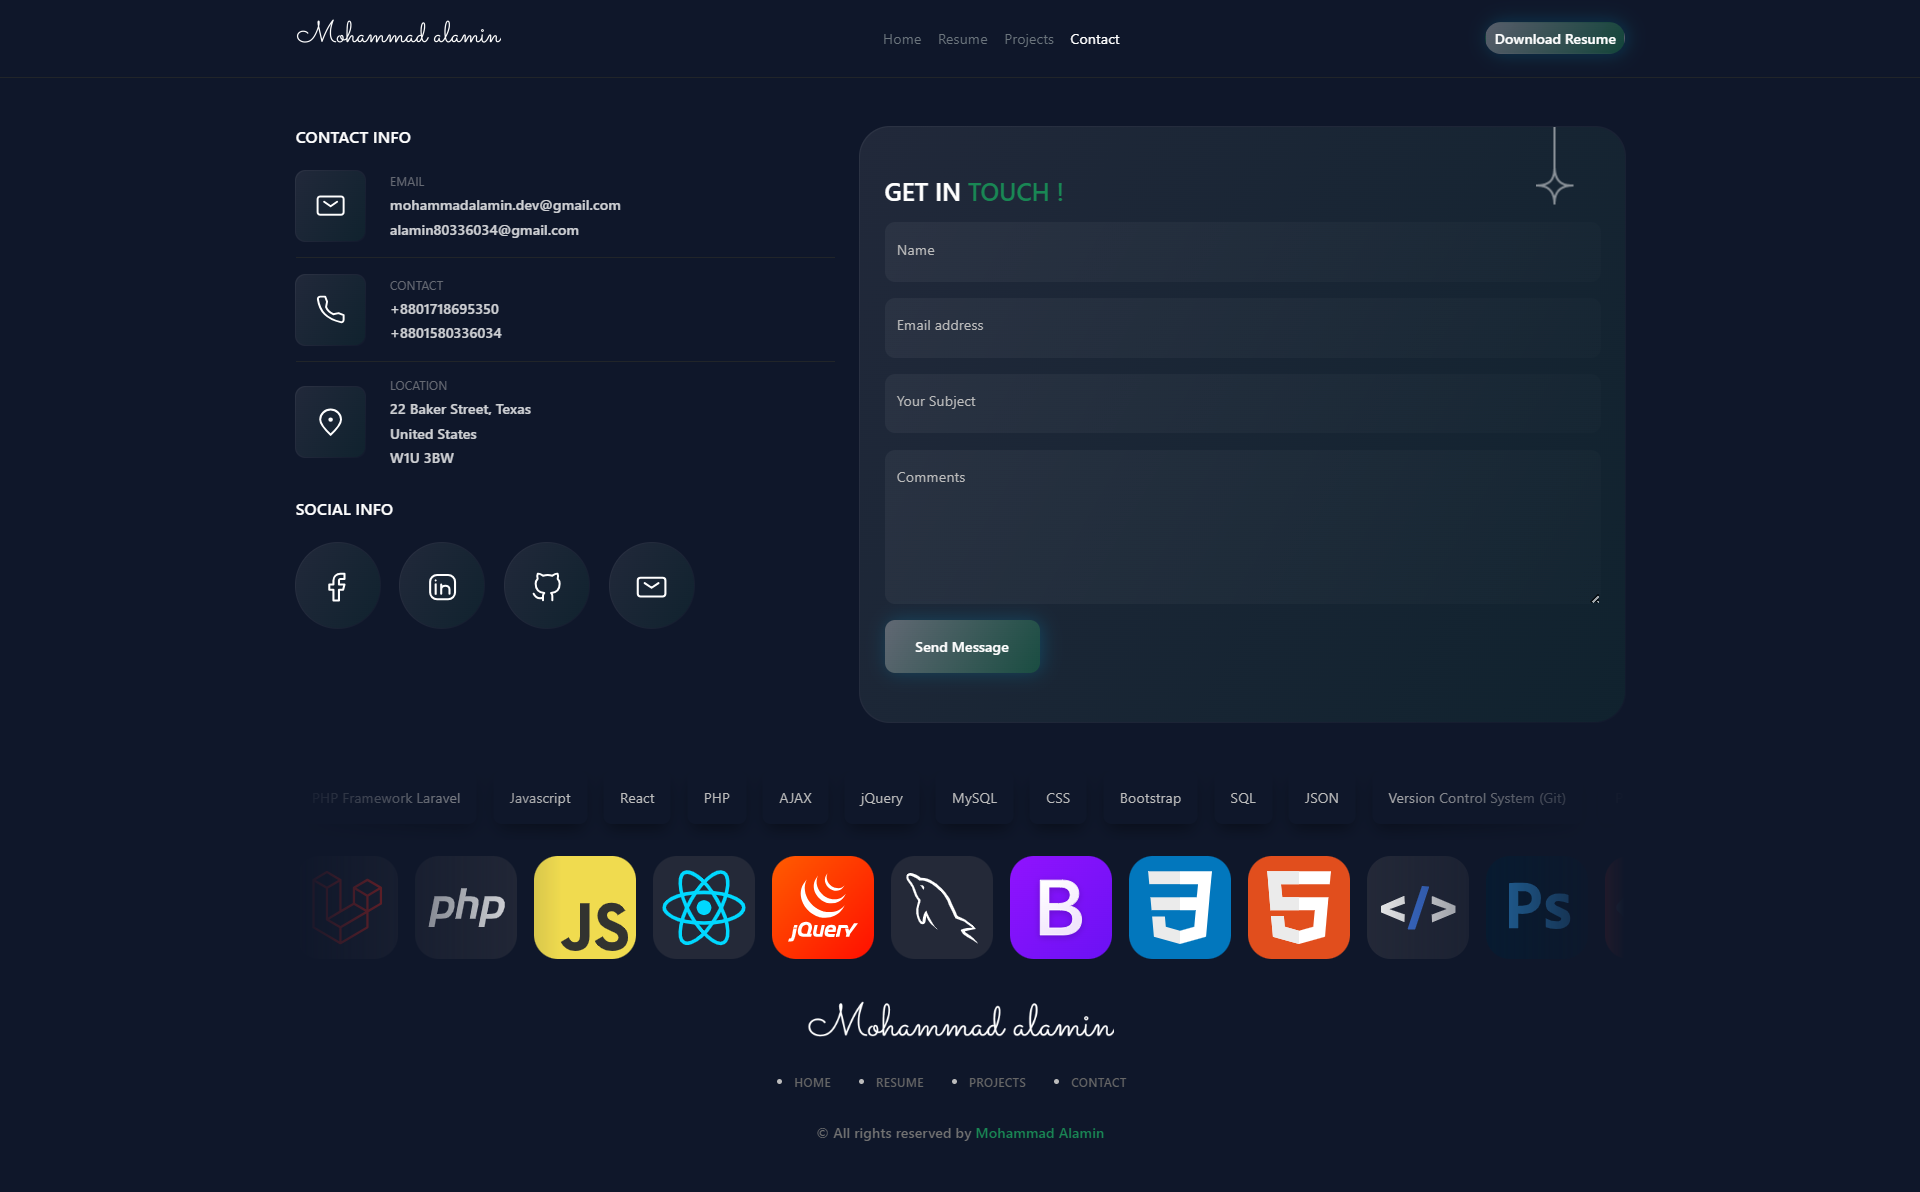 Mohammad alamin
Home Resume Projects Contact
Download Resume
CONTACT INFO
EMAIL
mohammadalamin.dev@gmail.com
alamin80336034@gmail.com
CONTACT
+8801718695350
+8801580336034
LOCATION
22 Baker Street, Texas
United States
W1U 3BW
SOCIAL INFO
GET IN TOUCH !
Name
Email address
Your Subject
Comments
Send Message
PHP Framework Laravel Javascript React PHP AJAX jQuery MySQL CSS Bootstrap SQL JSON Version Control System (Git)
php JS jQuery B </> Ps
Mohammad alamin
• HOME • RESUME • PROJECTS • CONTACT
© All rights reserved by Mohammad Alamin